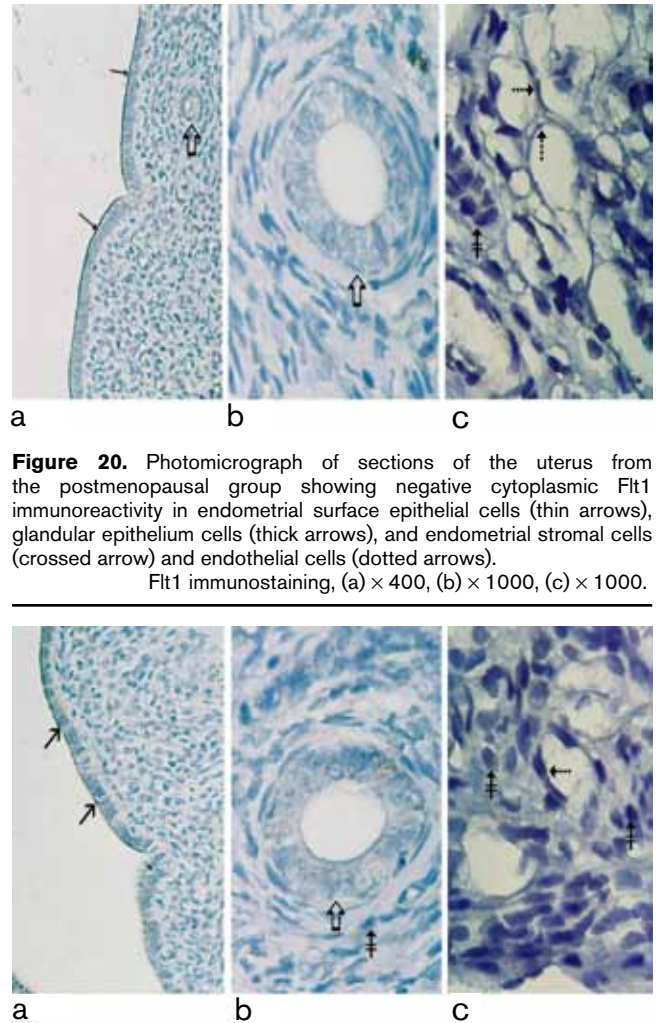 a b c
Figure 20. Photomicrograph of sections of the uterus from
the postmenopausal group showing negative cytoplasmic Flt1
immunoreactivity in endometrial surface epithelial cells (thin arrows),
glandular epithelium cells (thick arrows), and endometrial stromal cells
(crossed arrow) and endothelial cells (dotted arrows).
Flt1 immunostaining, (a) × 400, (b) × 1000, (c) × 1000.
a b c